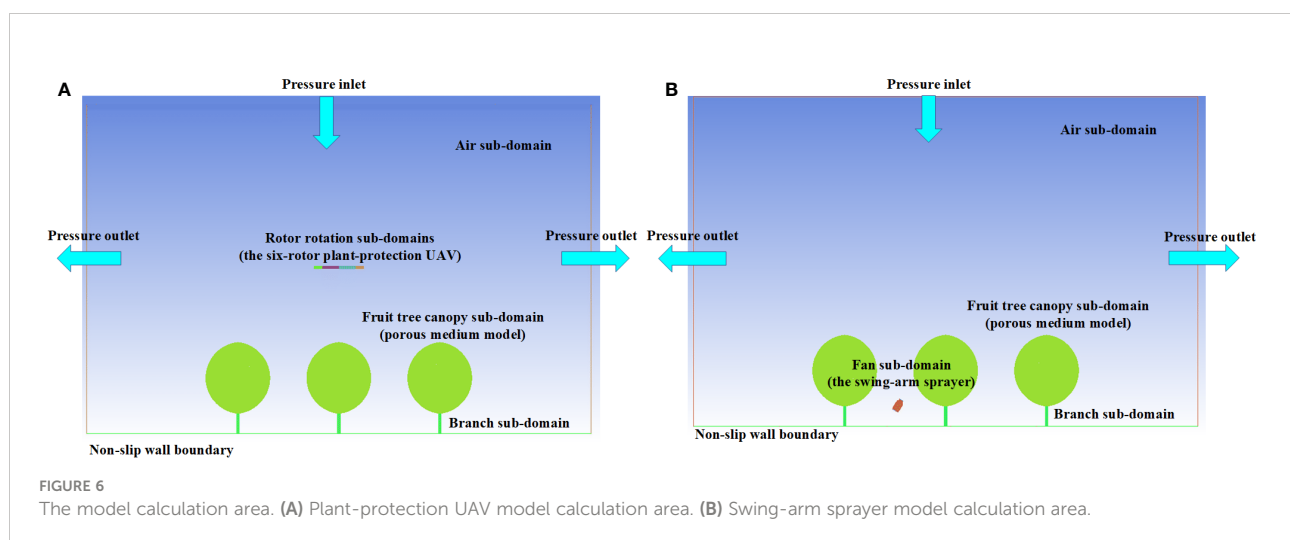 A
Pressure inlet
Air sub-domain
Pressure outlet
Pressure outlet
Rotor rotation sub-domains
(the six-rotor plant-protection UAV)
Fruit tree canopy sub-domain
(porous medium model)
Branch sub-domain
Non-slip wall boundary
B
Pressure inlet
Air sub-domain
Pressure outlet
Pressure outlet
Fruit tree canopy sub-domain
(porous medium model)
Fan sub-domain
(the swing-arm sprayer)
Branch sub-domain
Non-slip wall boundary
FIGURE 6
The model calculation area. (A) Plant-protection UAV model calculation area. (B) Swing-arm sprayer model calculation area.